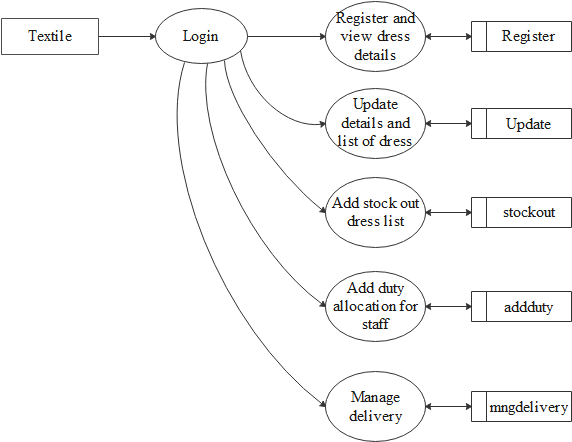 Textile
Login
Register and
view dress
details
Register
Update
details and
list of dress
Update
Add stock out
dress list
stockout
Add duty
allocation for
staff
addduty
Manage
delivery
mngdelivery